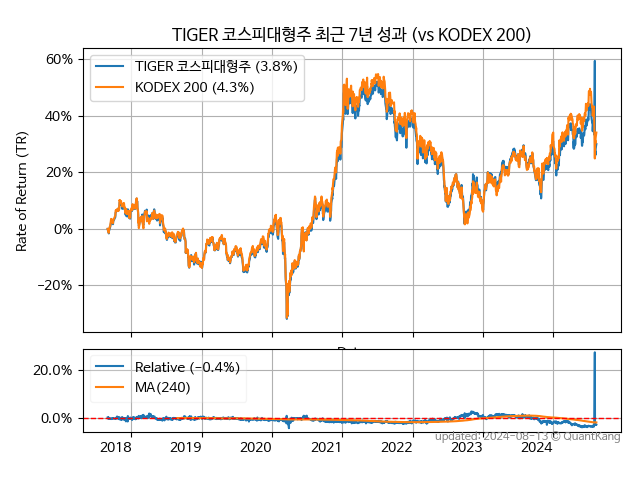 TIGER 코스피대형주 최근 7년 성과 (vs KODEX 200)
Rate of Return (TR)
60%
40%
20%
0%
−20%
TIGER 코스피대형주 (3.8%)
KODEX 200 (4.3%)
20.0%
0.0%
Relative (−0.4%)
MA(240)
2018 2019 2020 2021 2022 2023 2024
updated: 2024-08-13 © QuantKang